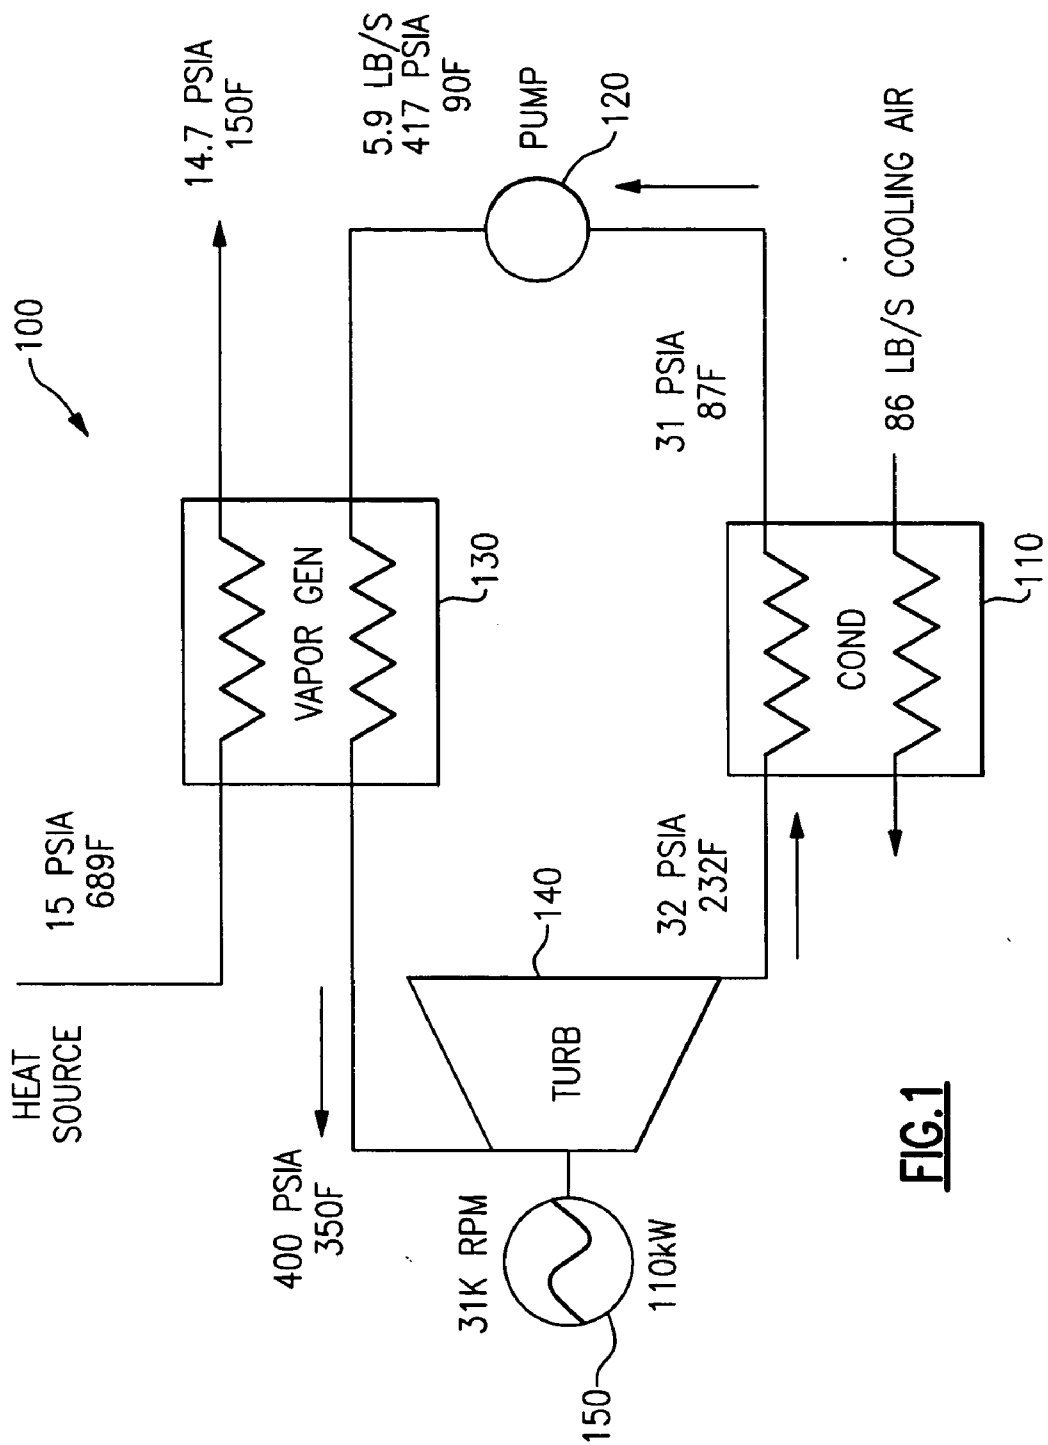 100
HEAT
SOURCE
15 PSIA
689F
14.7 PSIA
150F
VAPOR GEN
130
5.9 LB/S
417 PSIA
90F
PUMP
120
400 PSIA
350F
31K RPM
110kW
150
TURB
140
32 PSIA
232F
31 PSIA
87F
COND
110
86 LB/S COOLING AIR
FIG.1